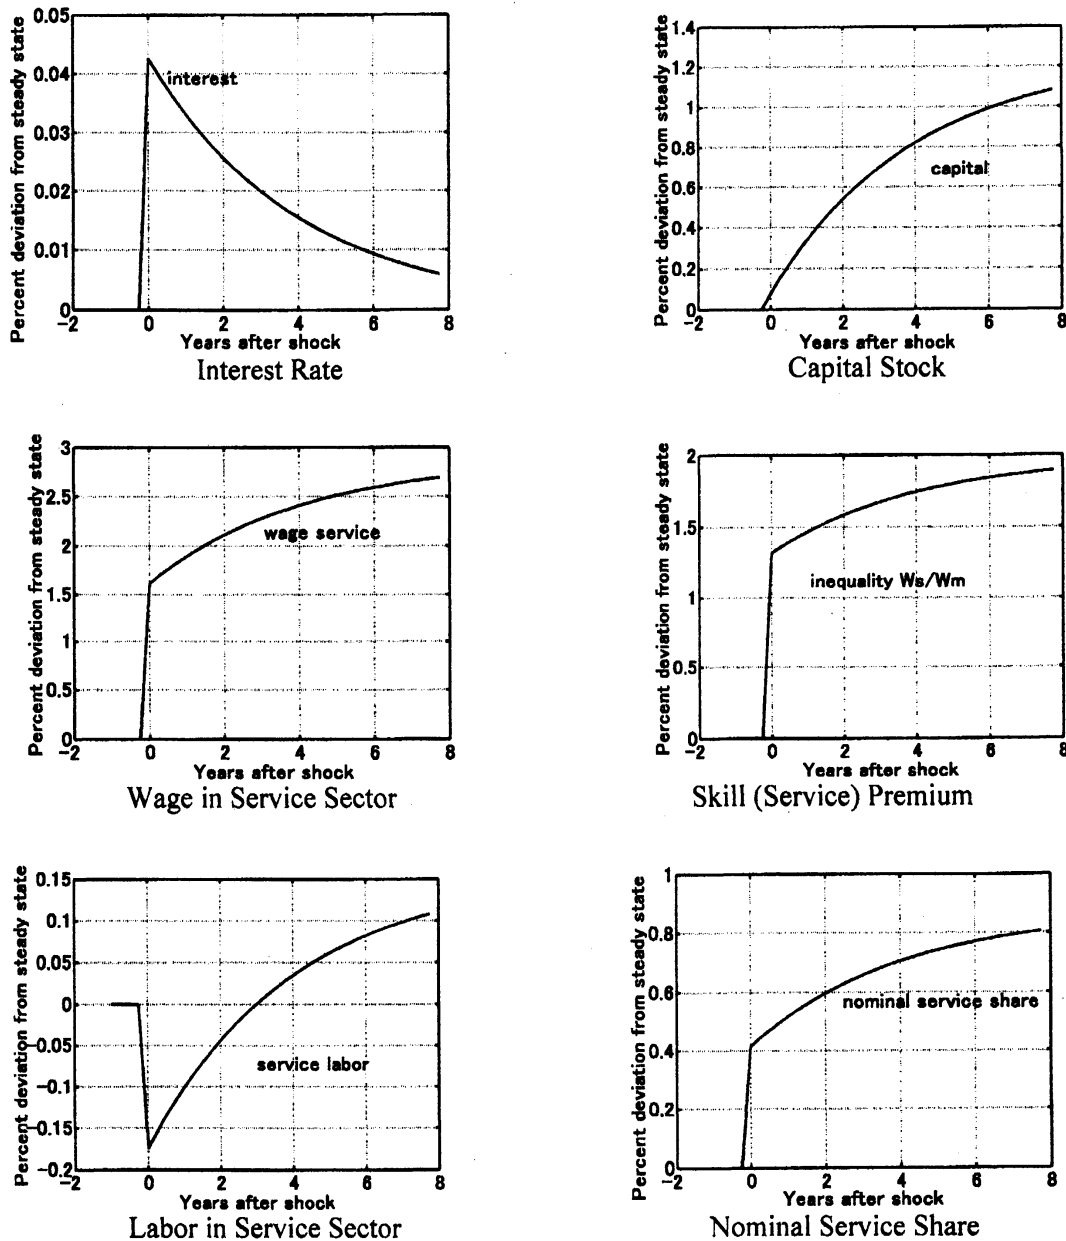 Percent deviation from steady state
0.05
0.04
0.03
0.02
0.01
0
interest
-2 0 2 4 6 8
Years after shock
Interest Rate
Percent deviation from steady state
1.4
1.2
1
0.8
0.6
0.4
0.2
0
capital
-2 0 2 4 6 8
Years after shock
Capital Stock
Percent deviation from steady state
3
2.5
2
1.5
1
0.5
0
wage service
-2 0 2 4 6 8
Years after shock
Wage in Service Sector
Percent deviation from steady state
2
1.5
1
0.5
0
inequality Ws/Wm
-2 0 2 4 6 8
Years after shock
Skill (Service) Premium
Percent deviation from steady state
0.15
0.1
0.05
0
-0.05
-0.1
-0.15
-0.2
service labor
-2 0 2 4 6 8
Years after shock
Labor in Service Sector
Percent deviation from steady state
1
0.8
0.6
0.4
0.2
0
nominal service share
-2 0 2 4 6 8
Years after shock
Nominal Service Share